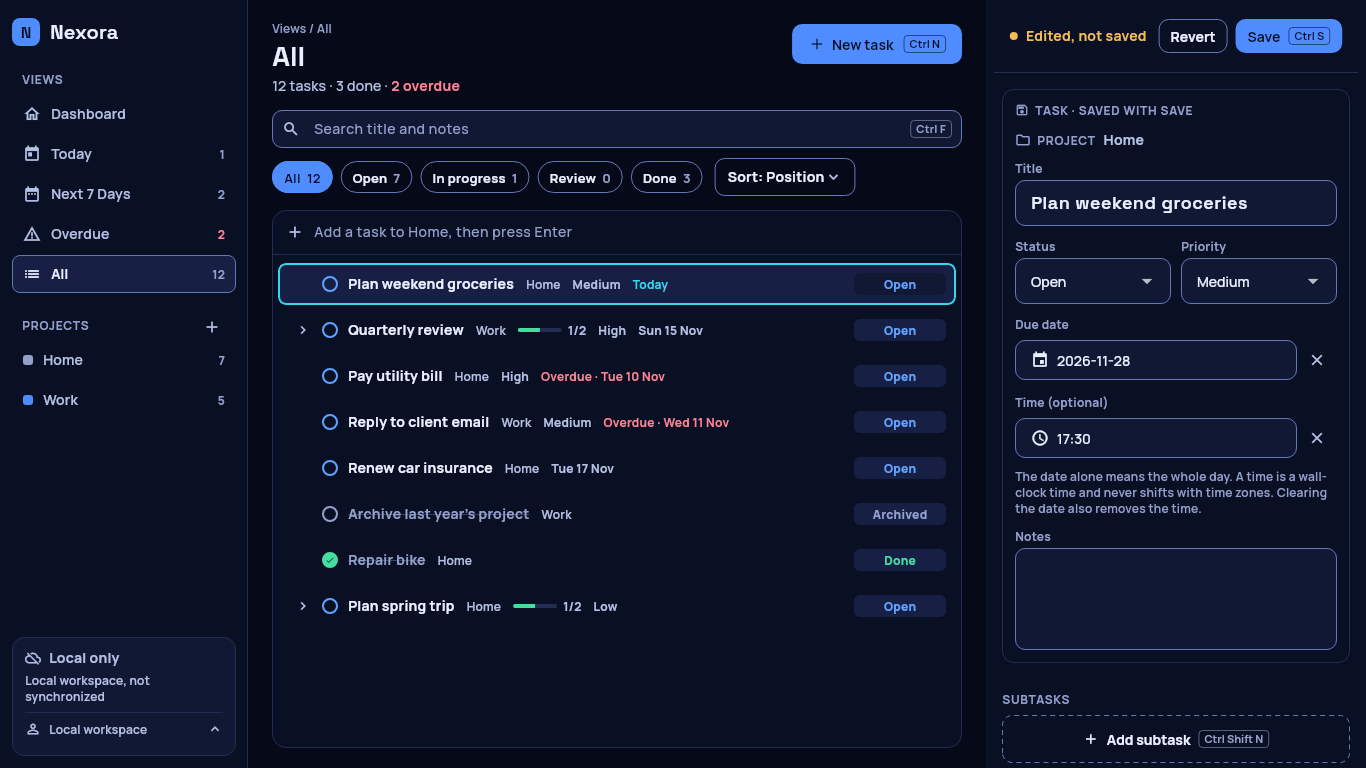 N Nexora
VIEWS
Dashboard
Today 1
Next 7 Days 2
Overdue 2
All 12
PROJECTS
Home 7
Work 5
Local only
Local workspace, not
synchronized
Local workspace
Views / All
All
12 tasks · 3 done · 2 overdue
New task Ctrl N
Search title and notes Ctrl F
All 12 Open 7 In progress 1 Review 0 Done 3 Sort: Position
Add a task to Home, then press Enter
Plan weekend groceries Home Medium Today Open
Quarterly review Work 1/2 High Sun 15 Nov Open
Pay utility bill Home High Overdue · Tue 10 Nov Open
Reply to client email Work Medium Overdue · Wed 11 Nov Open
Renew car insurance Home Tue 17 Nov Open
Archive last year's project Work Archived
Repair bike Home Done
Plan spring trip Home 1/2 Low Open
Edited, not saved Revert Save Ctrl S
TASK · SAVED WITH SAVE
PROJECT Home
Title
Plan weekend groceries
Status Priority
Open Medium
Due date
2026-11-28
Time (optional)
17:30
The date alone means the whole day. A time is a wall-
clock time and never shifts with time zones. Clearing
the date also removes the time.
Notes
SUBTASKS
Add subtask Ctrl Shift N